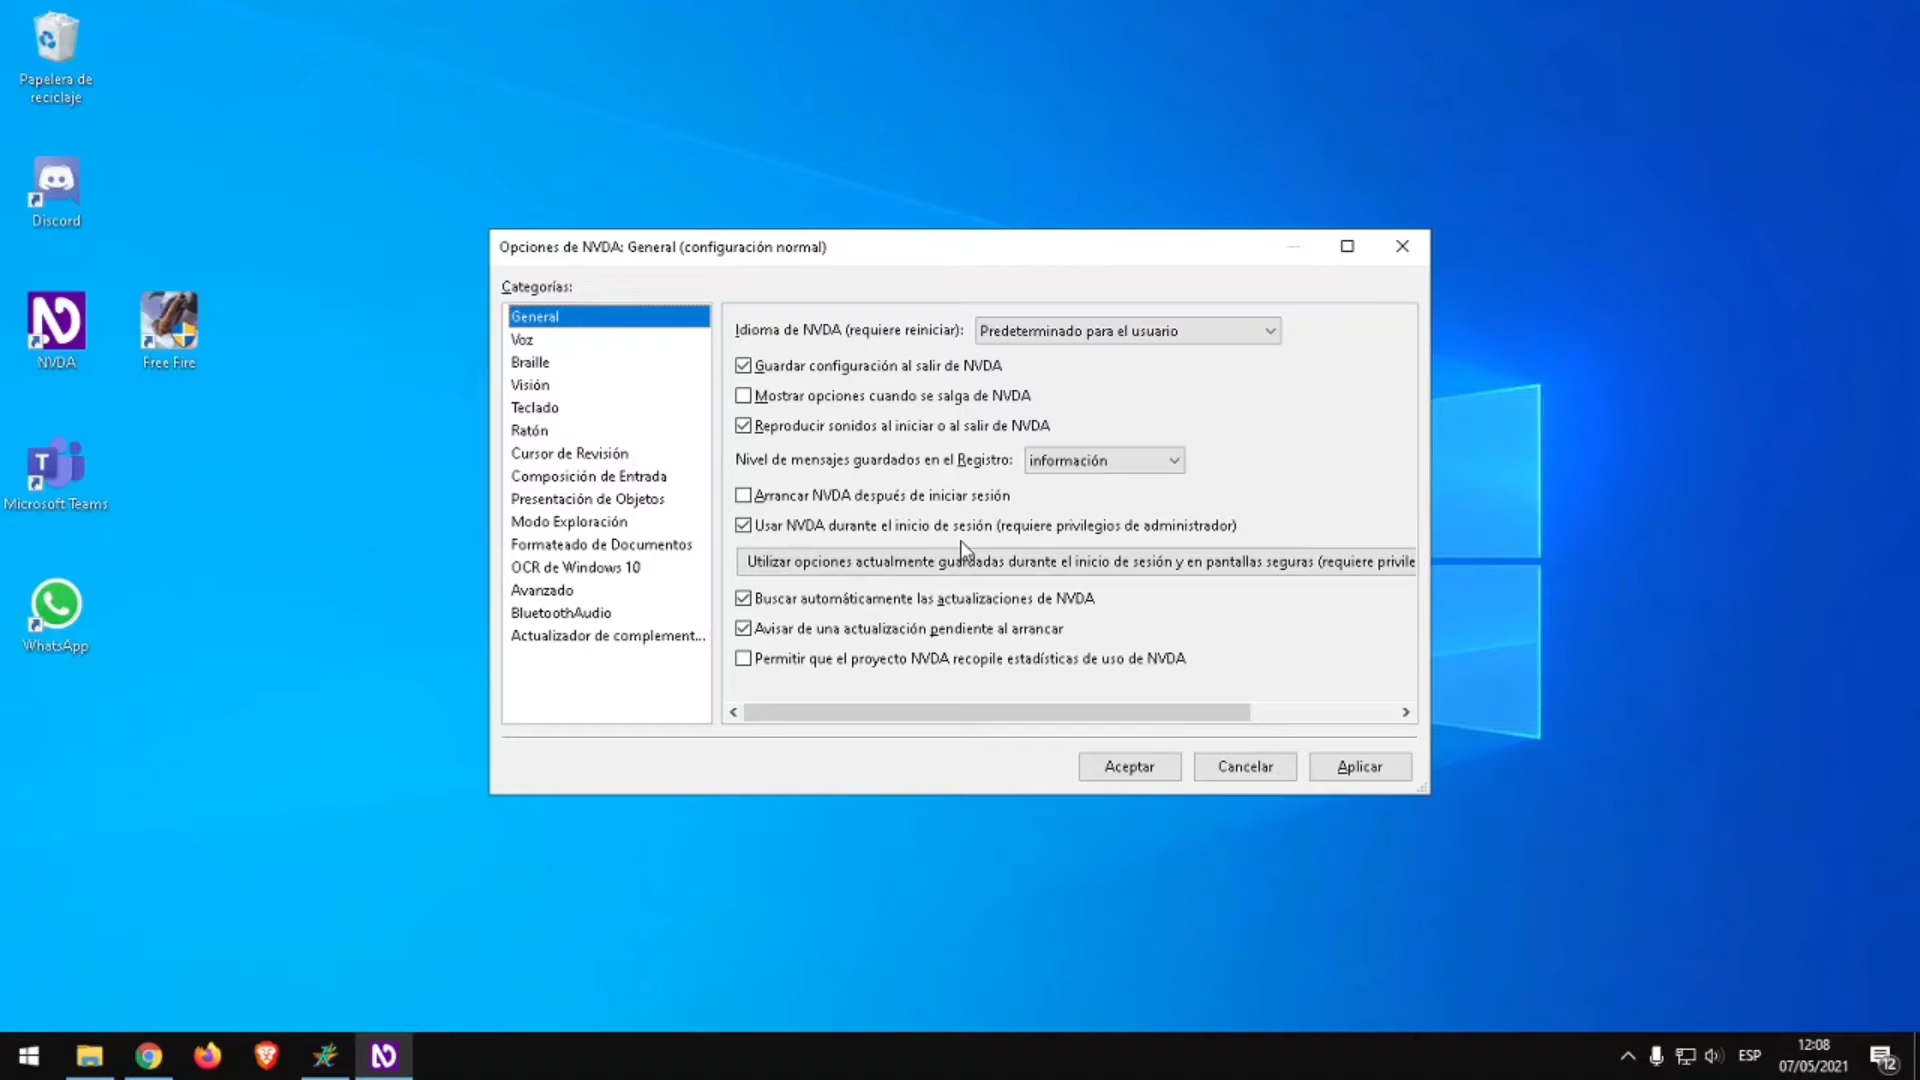 Papelera de
reciclaje
Discord
NVDA
Free Fire
Microsoft Teams
WhatsApp
Opciones de NVDA: General (configuración normal)
Categorías:
General
Voz
Braille
Visión
Teclado
Ratón
Cursor de Revisión
Composición de Entrada
Presentación de Objetos
Modo Exploración
Formateado de Documentos
OCR de Windows 10
Avanzado
BluetoothAudio
Actualizador de complement...
Idioma de NVDA (requiere reiniciar): Predeterminado para el usuario
Guardar configuración al salir de NVDA
Mostrar opciones cuando se salga de NVDA
Reproducir sonidos al iniciar o al salir de NVDA
Nivel de mensajes guardados en el Registro: información
Arrancar NVDA después de iniciar sesión
Usar NVDA durante el inicio de sesión (requiere privilegios de administrador)
Utilizar opciones actualmente guardadas durante el inicio de sesión y en pantallas seguras (requiere privile
Buscar automáticamente las actualizaciones de NVDA
Avisar de una actualización pendiente al arrancar
Permitir que el proyecto NVDA recopile estadísticas de uso de NVDA
Aceptar Cancelar Aplicar
ESP
12:08
07/05/2021
12